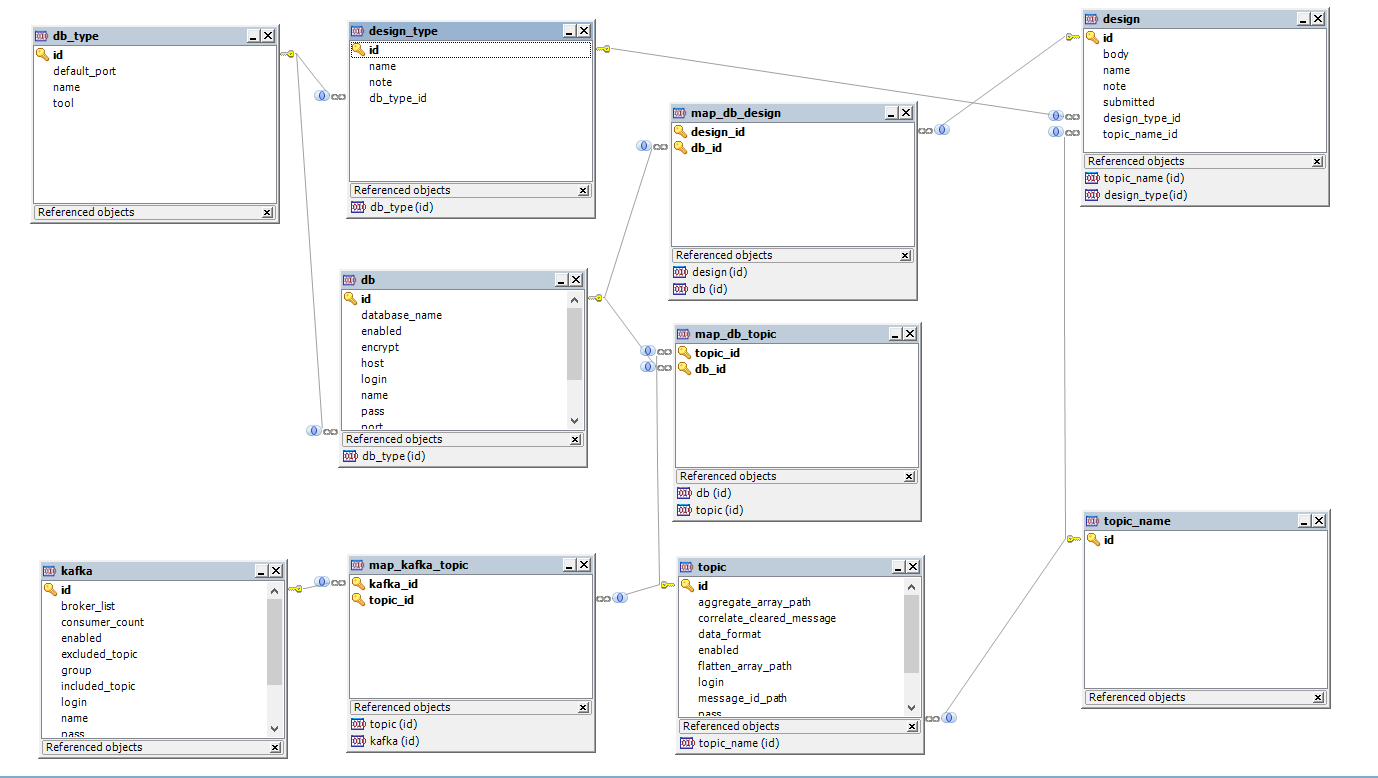 db_type
id
default_port
name
tool
Referenced objects
design_type
id
name
note
db_type_id
Referenced objects
db_type (id)
design
id
body
name
note
submitted
design_type_id
topic_name_id
Referenced objects
topic_name (id)
design_type(id)
map_db_design
design_id
db_id
Referenced objects
design (id)
db (id)
db
id
database_name
enabled
encrypt
host
login
name
pass
port
Referenced objects
db_type (id)
map_db_topic
topic_id
db_id
Referenced objects
db (id)
topic (id)
kafka
id
broker_list
consumer_count
enabled
excluded_topic
group
included_topic
login
name
pass
Referenced objects
map_kafka_topic
kafka_id
topic_id
Referenced objects
topic (id)
kafka (id)
topic
id
aggregate_array_path
correlate_cleared_message
data_format
enabled
flatten_array_path
login
message_id_path
pass
Referenced objects
topic_name (id)
topic_name
id
Referenced objects